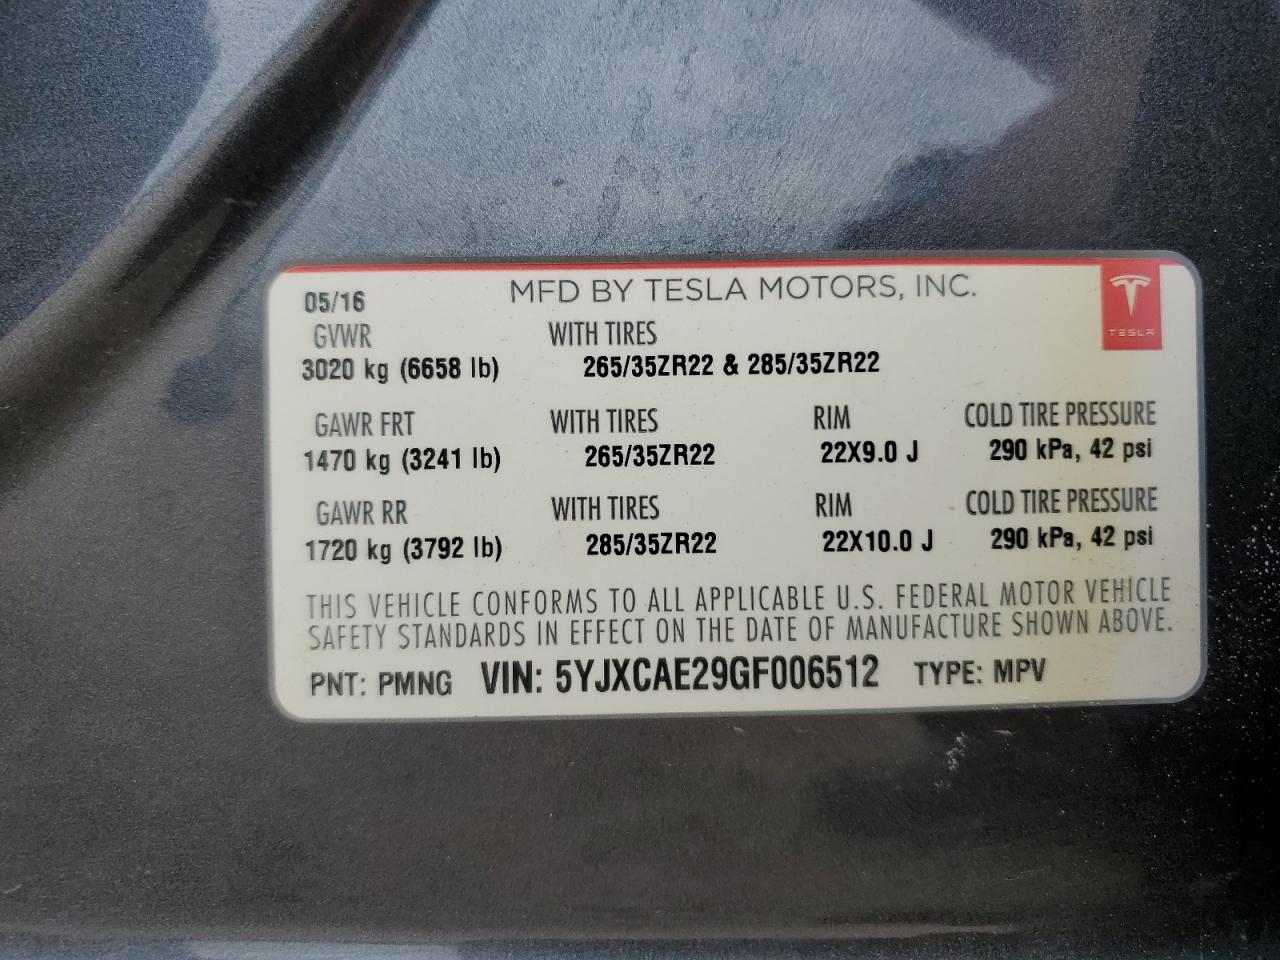 05/16 MFD BY TESLA MOTORS, INC.
TESLA
GVWR WITH TIRES
3020 kg (6658 lb) 265/35ZR22 & 285/35ZR22
GAWR FRT WITH TIRES RIM COLD TIRE PRESSURE
1470 kg (3241 lb) 265/35ZR22 22X9.0 J 290 kPa, 42 psi
GAWR RR WITH TIRES RIM COLD TIRE PRESSURE
1720 kg (3792 lb) 285/35ZR22 22X10.0 J 290 kPa, 42 psi
THIS VEHICLE CONFORMS TO ALL APPLICABLE U.S. FEDERAL MOTOR VEHICLE
SAFETY STANDARDS IN EFFECT ON THE DATE OF MANUFACTURE SHOWN ABOVE.
PNT: PMNG VIN: 5YJXCAE29GF006512 TYPE: MPV